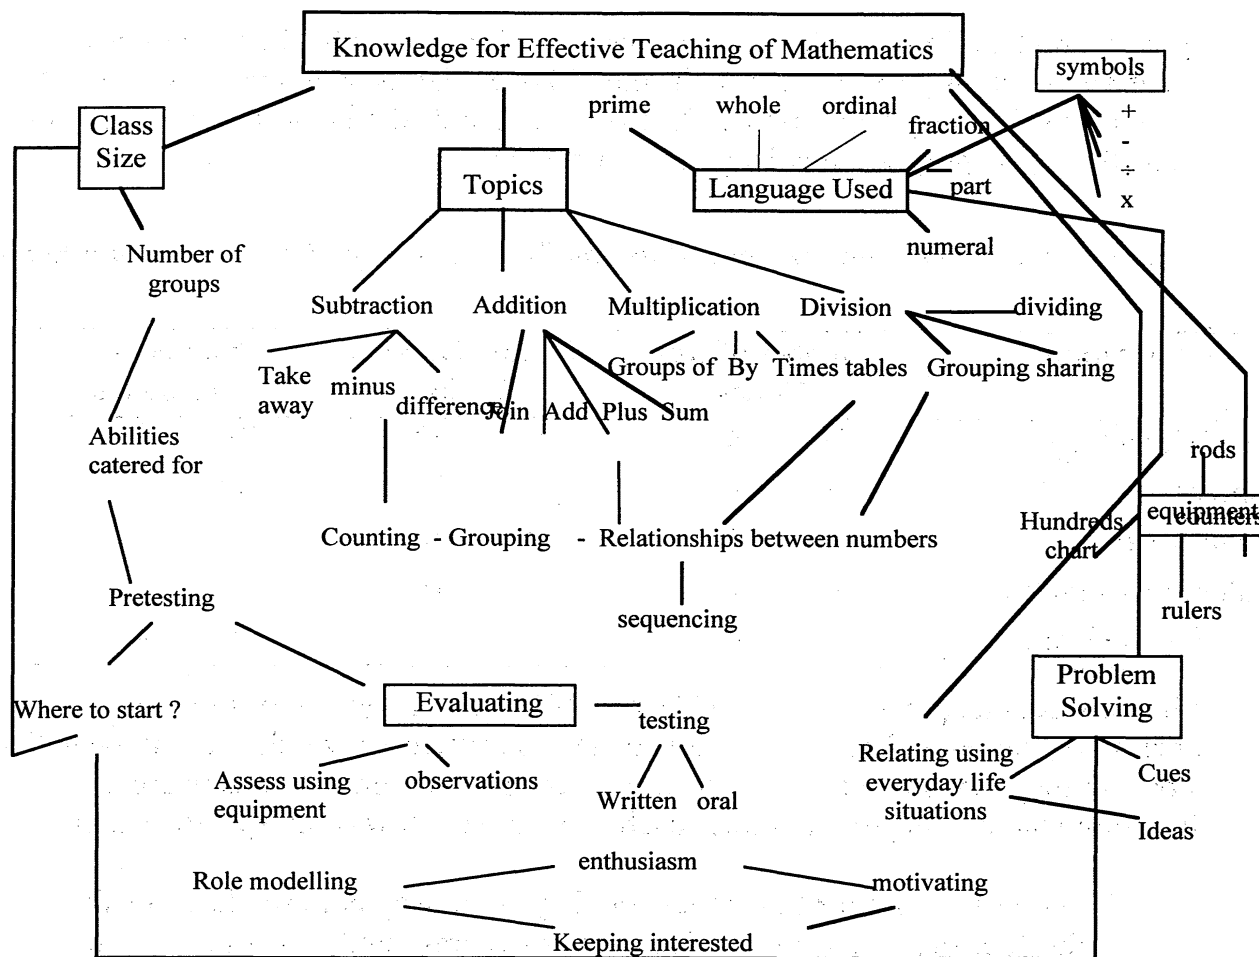 Knowledge for Effective Teaching of Mathematics
symbols
+
-
÷
x
Class
Size
prime
whole
ordinal
fraction
Topics
Language Used
part
numeral
Number of
groups
Subtraction
Addition
Multiplication
Division
dividing
Take
away
minus
difference
Join
Add
Plus
Sum
Groups of
By
Times tables
Grouping sharing
Abilities
catered for
rods
equipment
counters
Hundreds
chart
rulers
Counting - Grouping - Relationships between numbers
sequencing
Pretesting
Where to start ?
Evaluating
testing
Assess using
equipment
observations
Written
oral
Problem
Solving
Relating using
everyday life
situations
Cues
Ideas
enthusiasm
Role modelling
motivating
Keeping interested